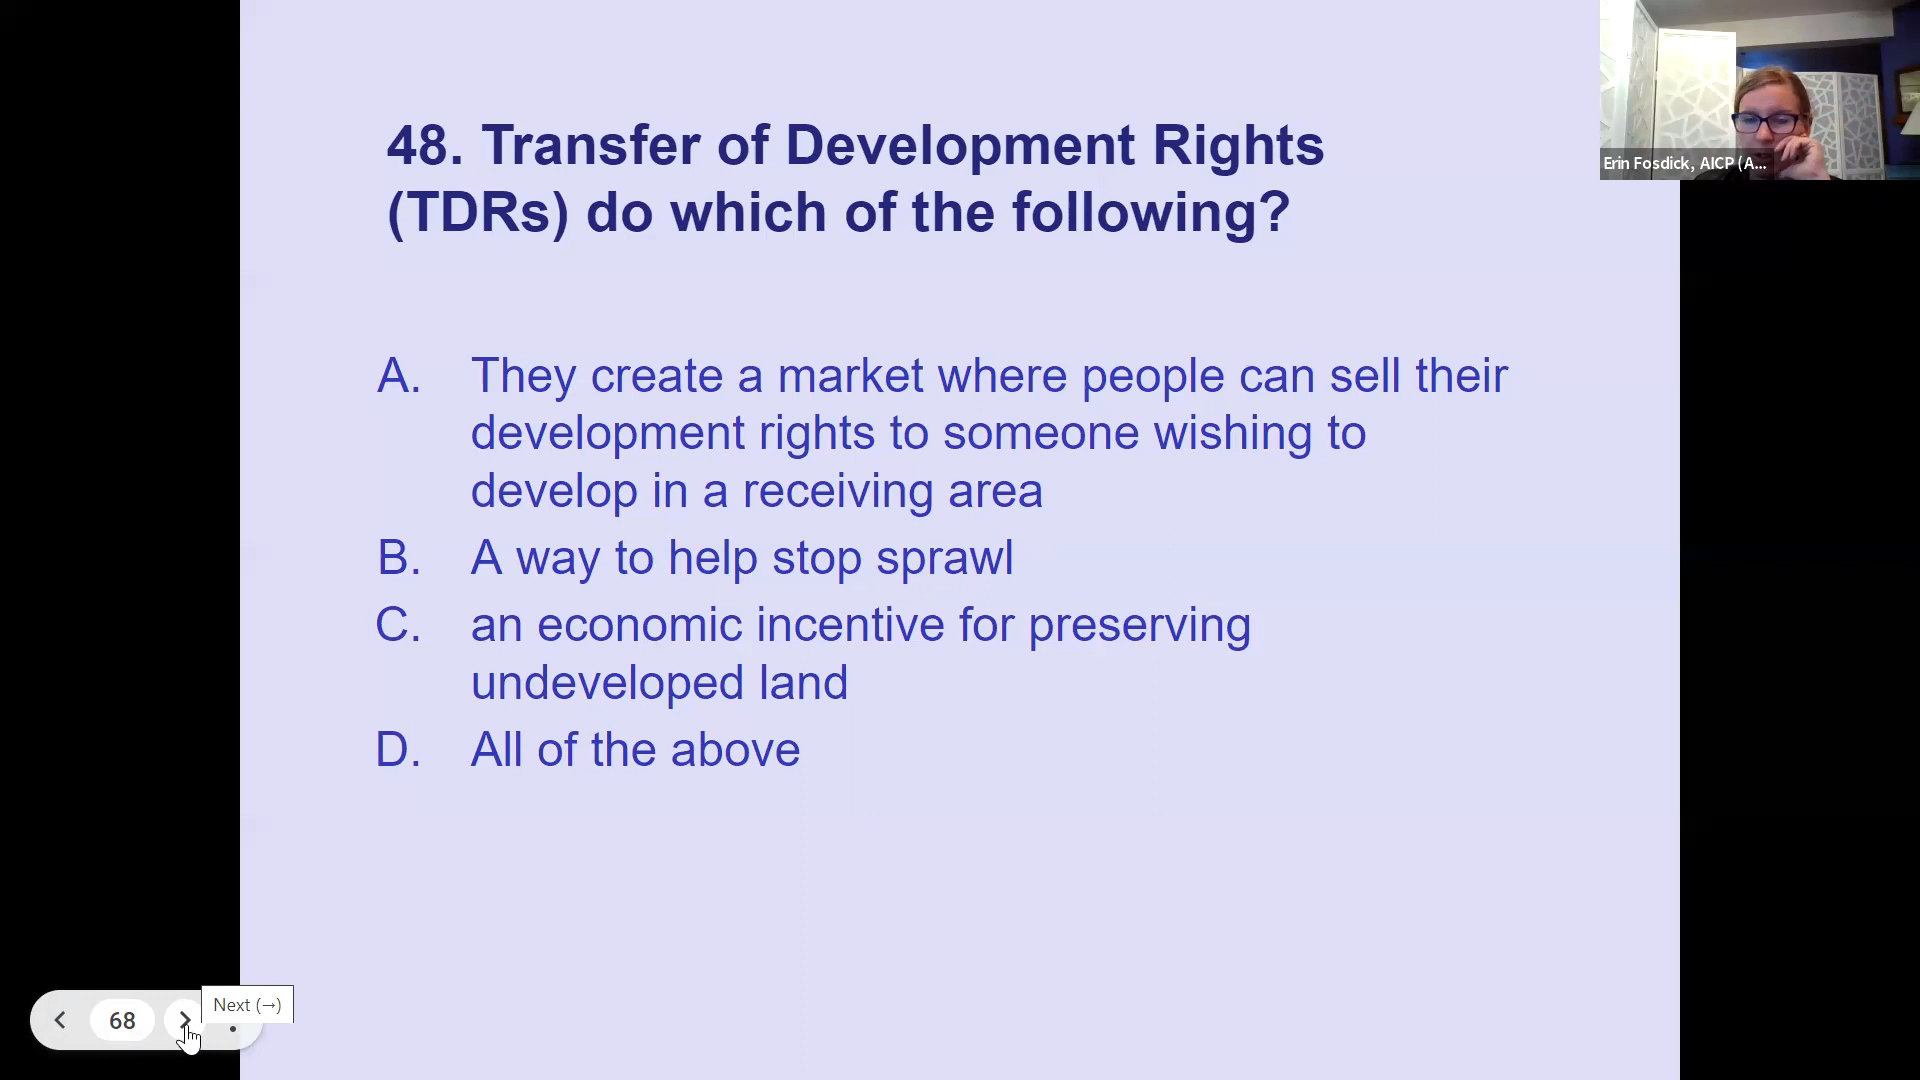 48. Transfer of Development Rights
(TDRs) do which of the following?
A. They create a market where people can sell their
development rights to someone wishing to
develop in a receiving area
B. A way to help stop sprawl
C. an economic incentive for preserving
undeveloped land
D. All of the above
Erin Fosdick, AICP (A...
Next (→)
68